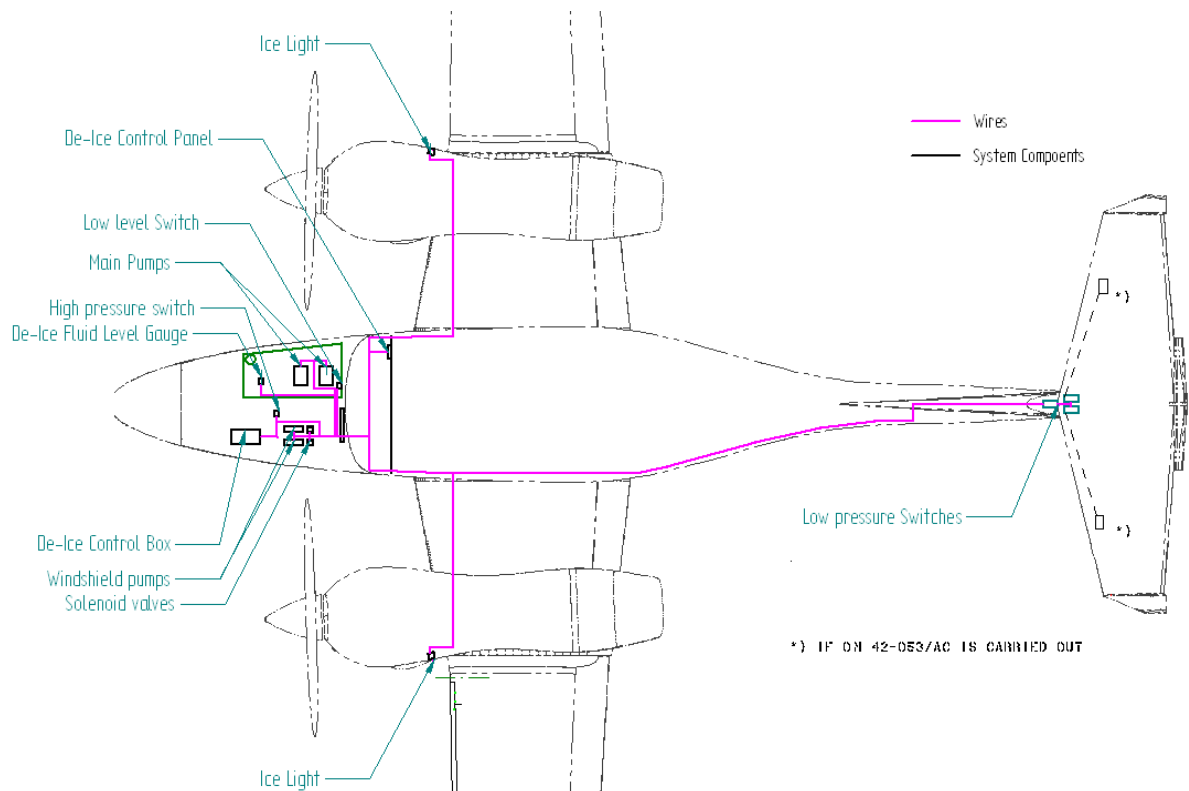 Ice Light
De-Ice Control Panel
Wires
System Compoents
Low level Switch
Main Pumps
*)
High pressure switch
De-Ice Fluid Level Gauge
Low pressure Switches
*)
De-Ice Control Box
Windshield pumps
Solenoid valves
*) IF OM 42-053/AC IS CARRIED OUT
Ice Light